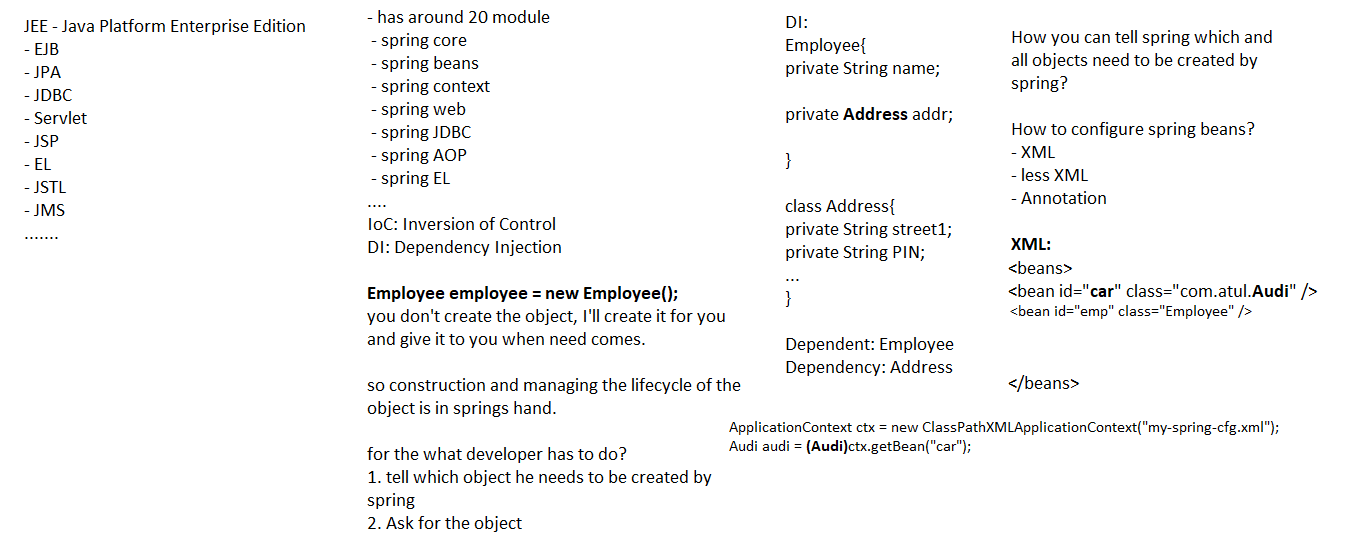 JEE - Java Platform Enterprise Edition
- EJB
- JPA
- JDBC
- Servlet
- JSP
- EL
- JSTL
- JMS
.......
- has around 20 module
- spring core
- spring beans
- spring context
- spring web
- spring JDBC
- spring AOP
- spring EL
....
IoC: Inversion of Control
DI: Dependency Injection
Employee employee = new Employee();
you don't create the object, I'll create it for you
and give it to you when need comes.
so construction and managing the lifecycle of the
object is in springs hand.
for the what developer has to do?
1. tell which object he needs to be created by
spring
2. Ask for the object
DI:
Employee{
private String name;
private Address addr;
}
class Address{
private String street1;
private String PIN;
...
}
Dependent: Employee
Dependency: Address
How you can tell spring which and
all objects need to be created by
spring?
How to configure spring beans?
- XML
- less XML
- Annotation
XML:
<beans>
<bean id="car" class="com.atul.Audi" />
<bean id="emp" class="Employee" />
</beans>
ApplicationContext ctx = new ClassPathXMLApplicationContext("my-spring-cfg.xml");
Audi audi = (Audi)ctx.getBean("car");